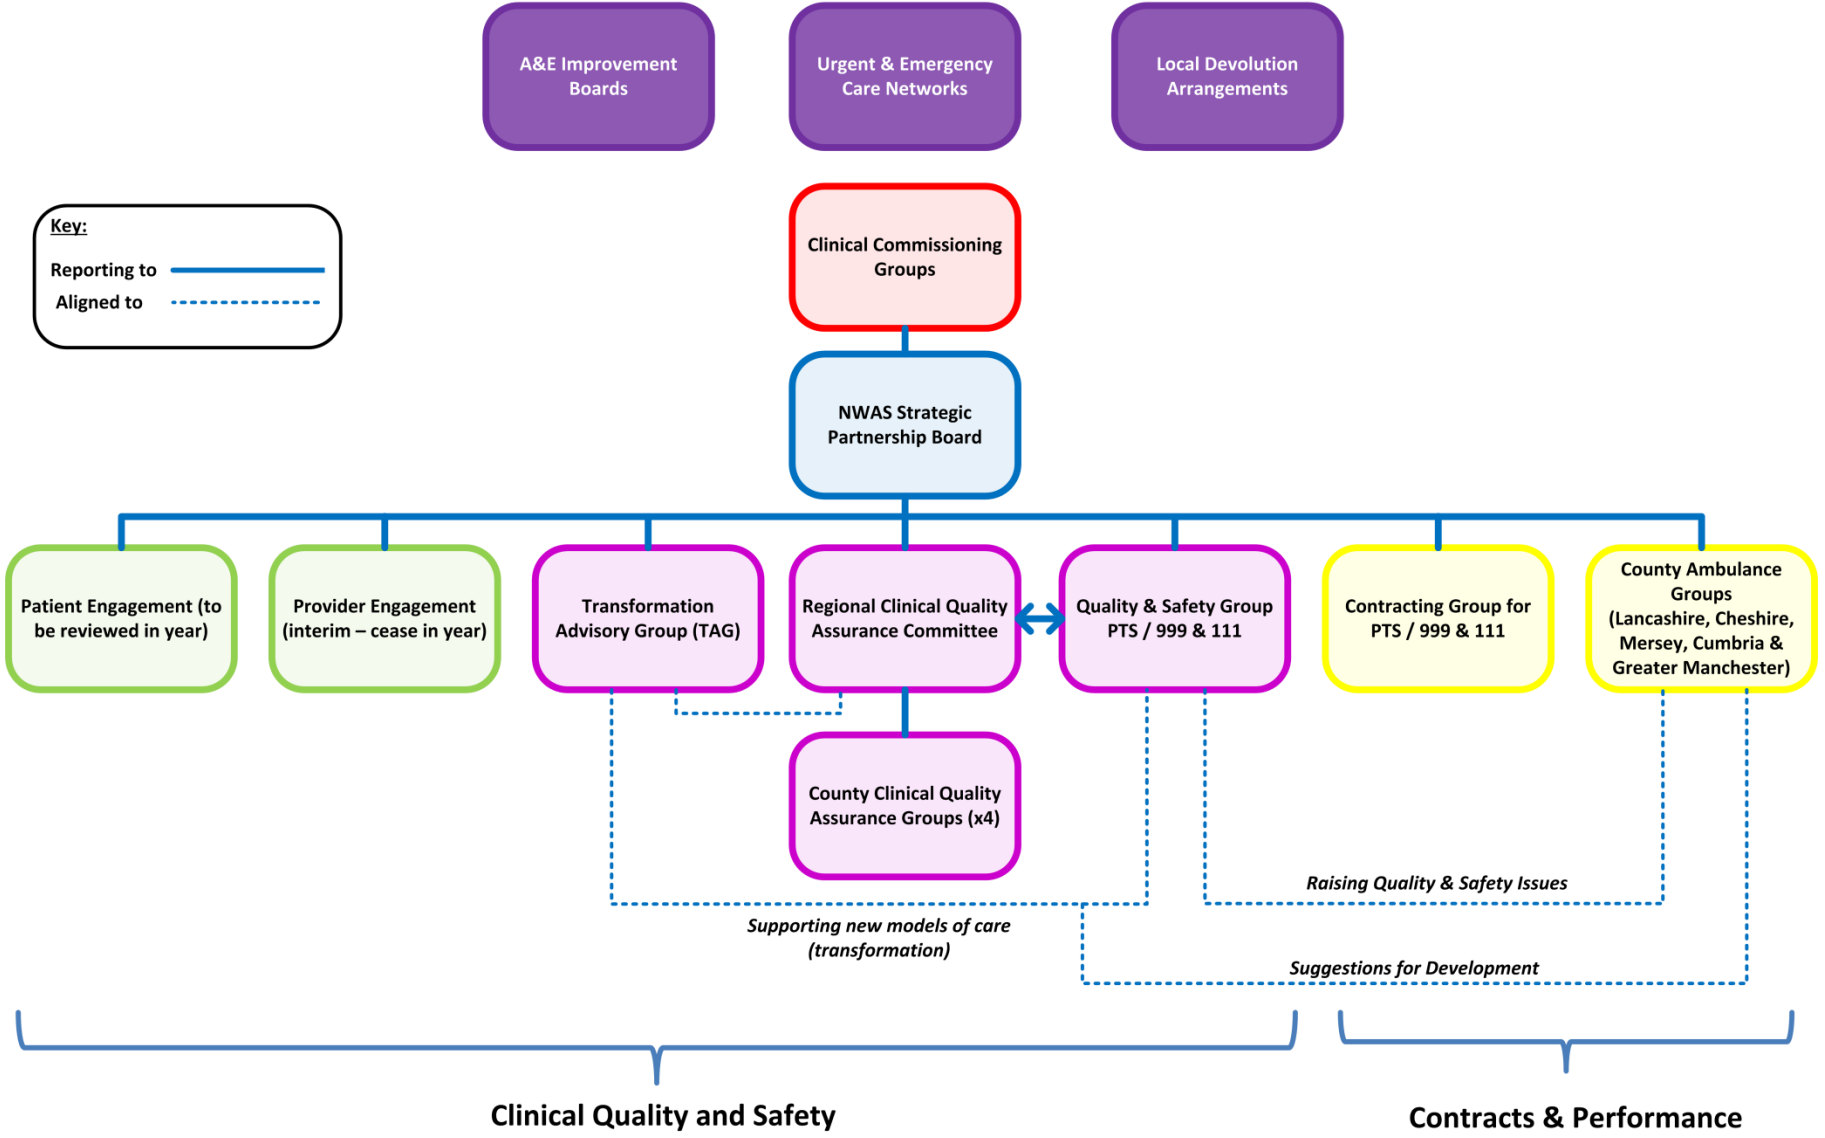 A&E Improvement
Boards
Urgent & Emergency
Care Networks
Local Devolution
Arrangements
Key:
Reporting to
Aligned to
Clinical Commissioning
Groups
NWAS Strategic
Partnership Board
Patient Engagement (to
be reviewed in year)
Provider Engagement
(interim – cease in year)
Transformation
Advisory Group (TAG)
Regional Clinical Quality
Assurance Committee
Quality & Safety Group
PTS / 999 & 111
Contracting Group for
PTS / 999 & 111
County Ambulance
Groups
(Lancashire, Cheshire,
Mersey, Cumbria &
Greater Manchester)
County Clinical Quality
Assurance Groups (x4)
Raising Quality & Safety Issues
Supporting new models of care
(transformation)
Suggestions for Development
Clinical Quality and Safety
Contracts & Performance